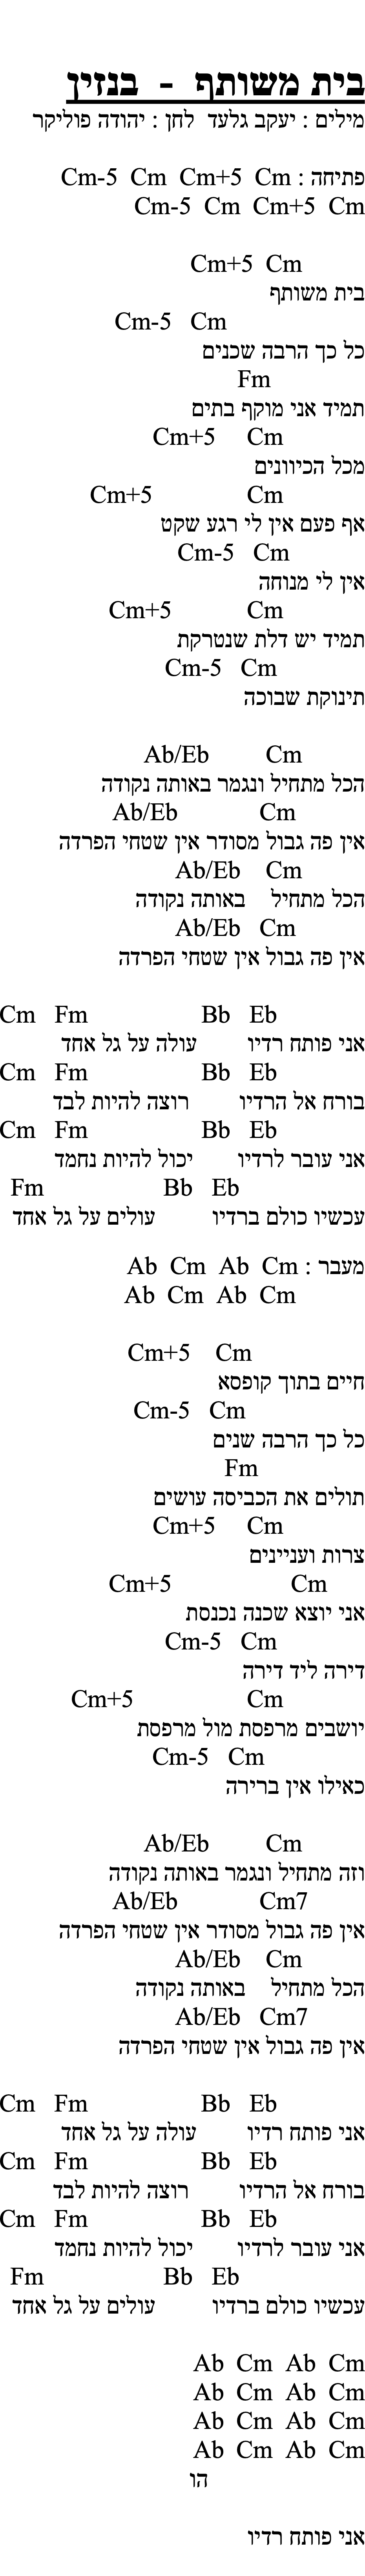 בית משותף - בנזין
מילים : יעקב גלעד לחן : יהודה פוליקר
פתיחה : Cm-5 Cm Cm+5 Cm
Cm-5 Cm Cm+5 Cm
Cm+5 Cm
בית משותף
Cm-5 Cm
כל כך הרבה שכנים
Fm
תמיד אני מוקף בתים
Cm+5 Cm
מכל הכיוונים
Cm+5 Cm
אף פעם אין לי רגע שקט
Cm-5 Cm
אין לי מנוחה
Cm+5 Cm
תמיד יש דלת שנטרקת
Cm-5 Cm
תינוקת שבוכה
Ab/Eb Cm
הכל מתחיל ונגמר באותה נקודה
Ab/Eb Cm
אין פה גבול מסודר אין שטחי הפרדה
Ab/Eb Cm
הכל מתחיל באותה נקודה
Ab/Eb Cm
אין פה גבול אין שטחי הפרדה
Cm Fm Bb Eb
אני פותח רדיו עולה על גל אחד
Cm Fm Bb Eb
בורח אל הרדיו רוצה להיות לבד
Cm Fm Bb Eb
אני עובר לרדיו יכול להיות נחמד
Fm Bb Eb
עכשיו כולם ברדיו עולים על גל אחד
מעבר : Ab Cm Ab Cm
Ab Cm Ab Cm
Cm+5 Cm
חיים בתוך קופסא
Cm-5 Cm
כל כך הרבה שנים
Fm
תולים את הכביסה עושים
Cm+5 Cm
צרות ועניינים
Cm+5 Cm
אני יוצא שכנה נכנסת
Cm-5 Cm
דירה ליד דירה
Cm+5 Cm
יושבים מרפסת מול מרפסת
Cm-5 Cm
כאילו אין ברירה
Ab/Eb Cm
וזה מתחיל ונגמר באותה נקודה
Ab/Eb Cm7
אין פה גבול מסודר אין שטחי הפרדה
Ab/Eb Cm
הכל מתחיל באותה נקודה
Ab/Eb Cm7
אין פה גבול אין שטחי הפרדה
Cm Fm Bb Eb
אני פותח רדיו עולה על גל אחד
Cm Fm Bb Eb
בורח אל הרדיו רוצה להיות לבד
Cm Fm Bb Eb
אני עובר לרדיו יכול להיות נחמד
Fm Bb Eb
עכשיו כולם ברדיו עולים על גל אחד
Ab Cm Ab Cm
Ab Cm Ab Cm
Ab Cm Ab Cm
Ab Cm Ab Cm
הו
אני פותח רדיו